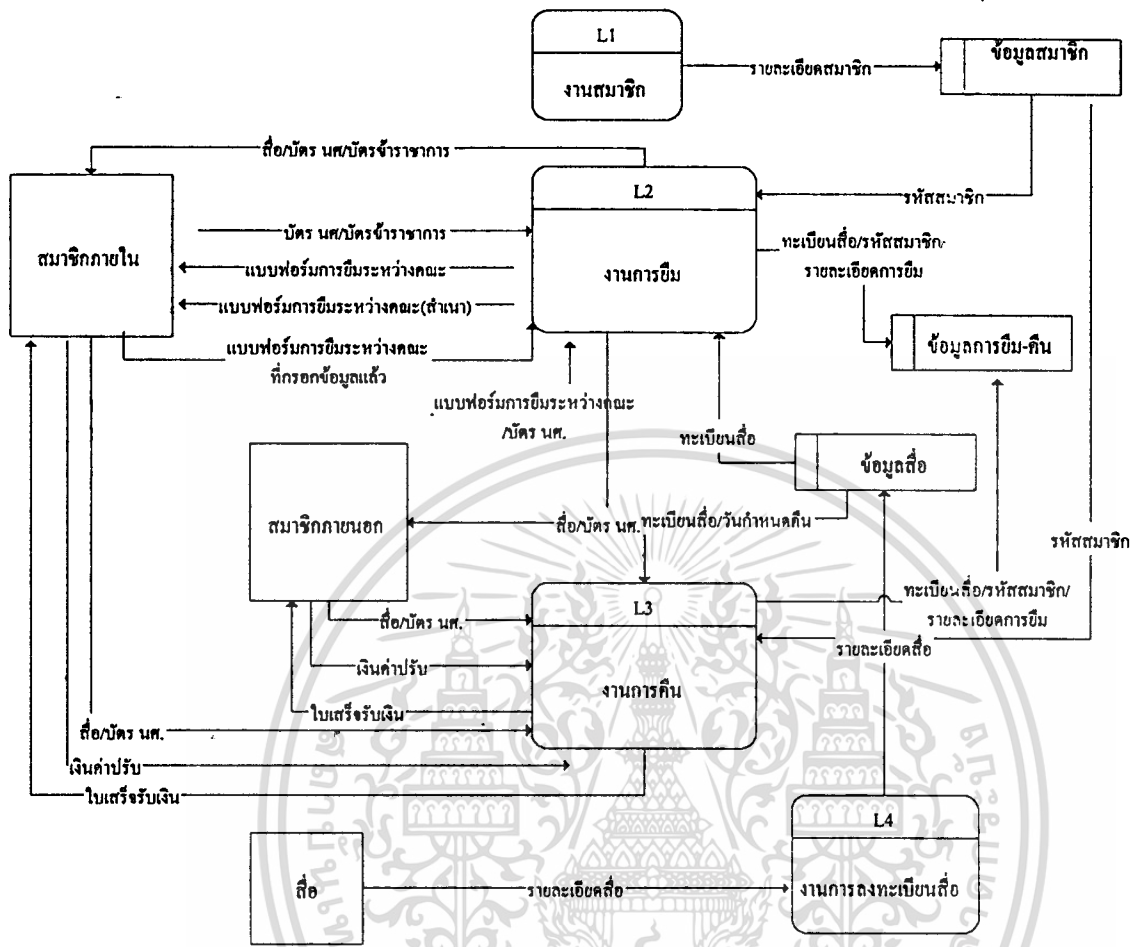 L1
งานสมาชิก
รายละเอียดสมาชิก
ข้อมูลสมาชิก
สื่อ/บัตร นศ/บัตรข้าราชาการ
L2
งานการยืม
รหัสสมาชิก
สมาชิกภายใน
บัตร นศ/บัตรข้าราชาการ
ทะเบียนสื่อ/รหัสสมาชิก/
รายละเอียดการยืม
แบบฟอร์มการยืมระหว่างคณะ
แบบฟอร์มการยืมระหว่างคณะ(สำเนา)
แบบฟอร์มการยืมระหว่างคณะ
ที่กรอกข้อมูลแล้ว
ข้อมูลการยืม-คืน
แบบฟอร์มการยืมระหว่างคณะ
/บัตร นศ.
ทะเบียนสื่อ
ข้อมูลสื่อ
สมาชิกภายนอก
สื่อ/บัตร นศ.
ทะเบียนสื่อ/วันกำหนดคืน
รหัสสมาชิก
L3
งานการคืน
ทะเบียนสื่อ/รหัสสมาชิก/
รายละเอียดการยืม
สื่อ/บัตร นศ.
รายละเอียดสื่อ
เงินค่าปรับ
ใบเสร็จรับเงิน
สื่อ/บัตร นศ.
เงินค่าปรับ
ใบเสร็จรับเงิน
L4
งานการลงทะเบียนสื่อ
สื่อ
รายละเอียดสื่อ